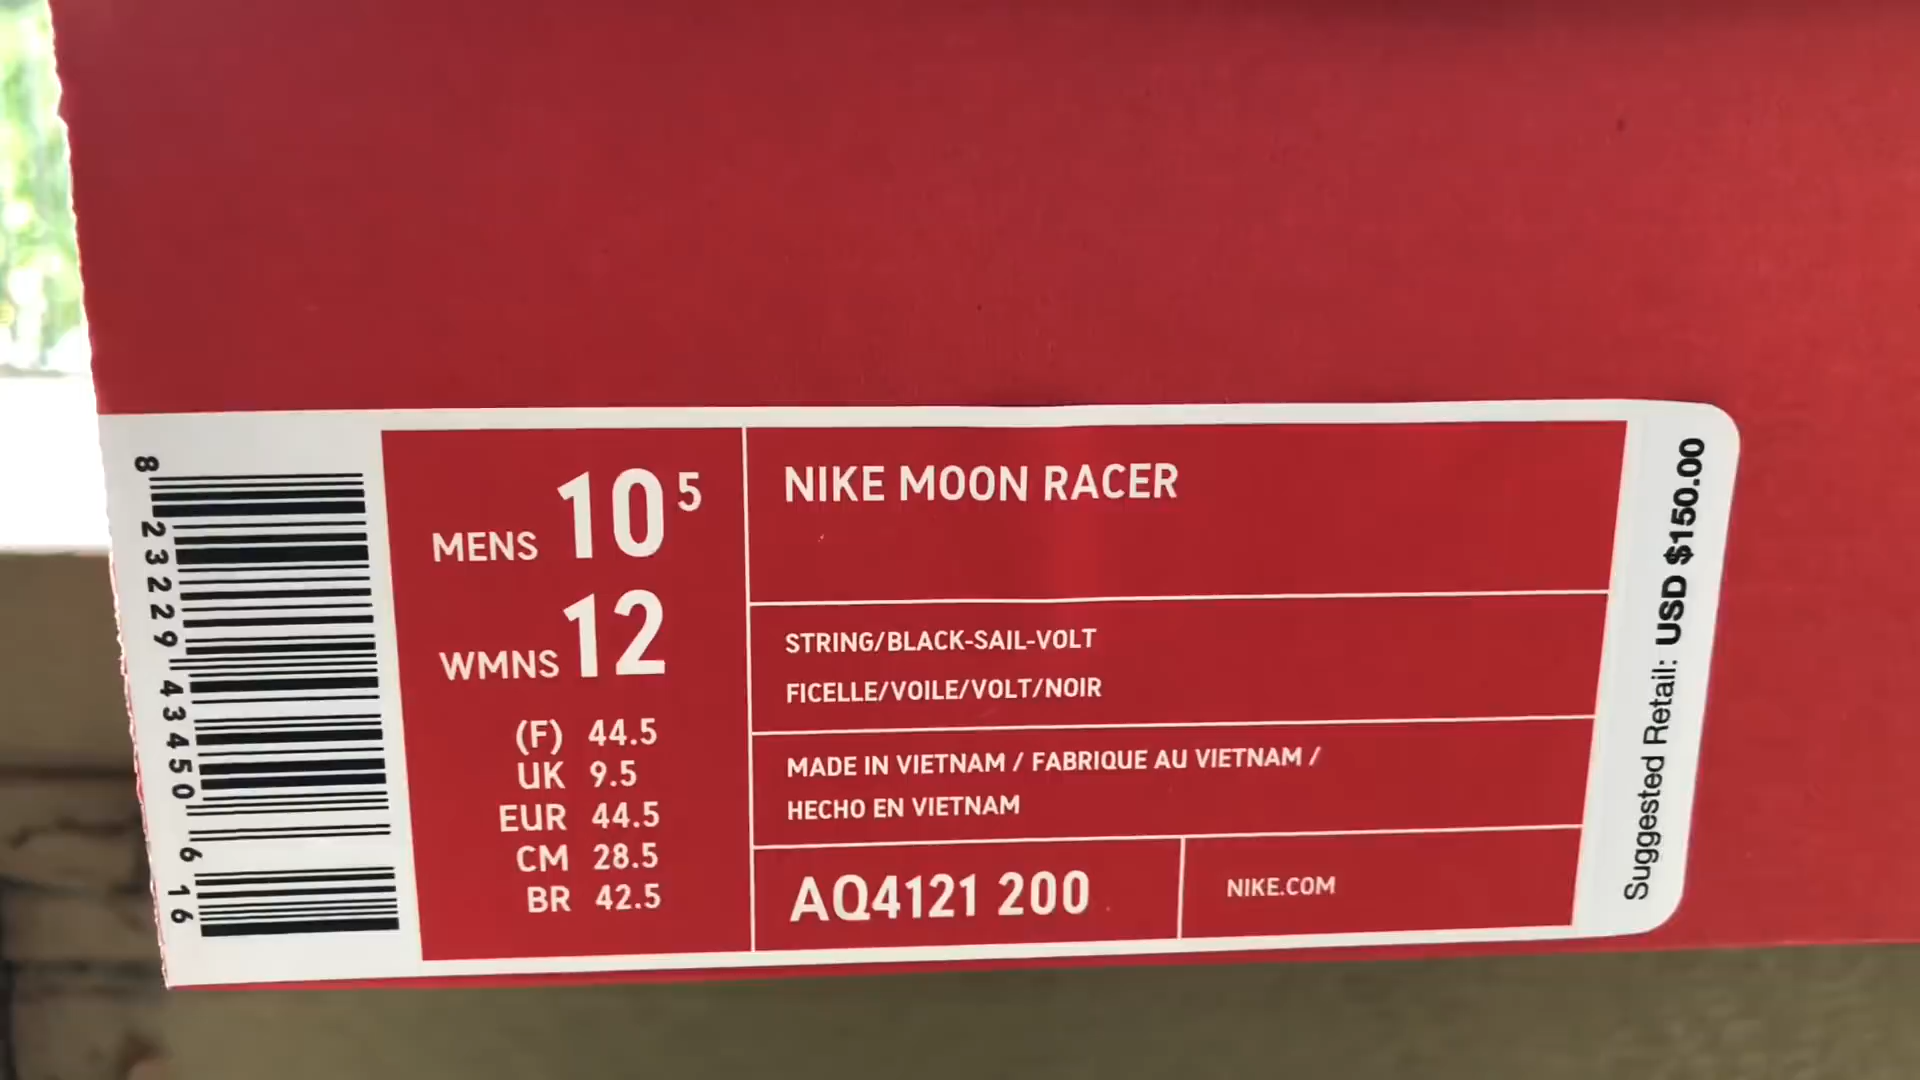 8 23229 43450 6 16
MENS 10 5
WMNS 12
(F) 44.5
UK 9.5
EUR 44.5
CM 28.5
BR 42.5
NIKE MOON RACER
STRING/BLACK-SAIL-VOLT
FICELLE/VOILE/VOLT/NOIR
MADE IN VIETNAM / FABRIQUE AU VIETNAM /
HECHO EN VIETNAM
AQ4121 200
NIKE.COM
Suggested Retail: USD $150.00